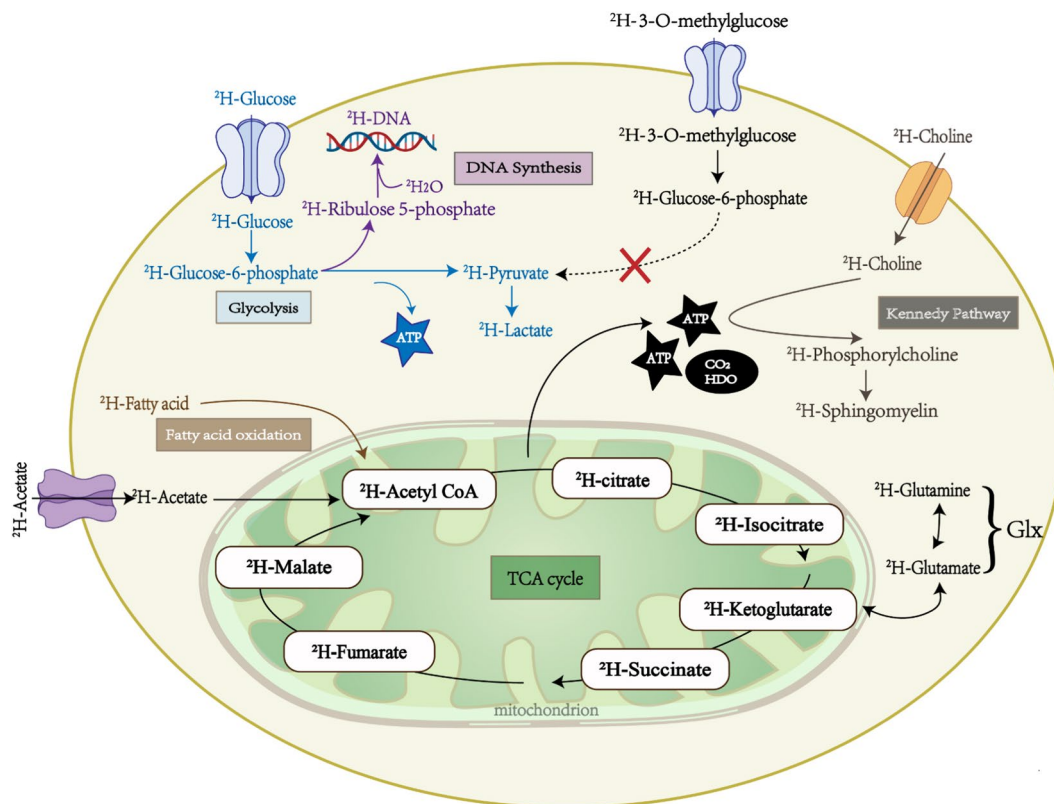 ²H-3-O-methylglucose
²H-Glucose
²H-DNA
²H-3-O-methylglucose
²H-Choline
DNA Synthesis
²H2O
²H-Glucose
²H-Ribulose 5-phosphate
²H-Glucose-6-phosphate
²H-Glucose-6-phosphate
²H-Pyruvate
²H-Choline
Glycolysis
ATP
²H-Lactate
ATP
ATP
CO₂
HDO
Kennedy Pathway
²H-Phosphorylcholine
²H-Sphingomyelin
²H-Fatty acid
Fatty acid oxidation
²H-Acetate
²H-Acetate
²H-Acetyl CoA
²H-citrate
²H-Isocitrate
²H-Glutamine
Glx
²H-Glutamate
²H-Malate
TCA cycle
²H-Ketoglutarate
²H-Fumarate
²H-Succinate
mitochondrion